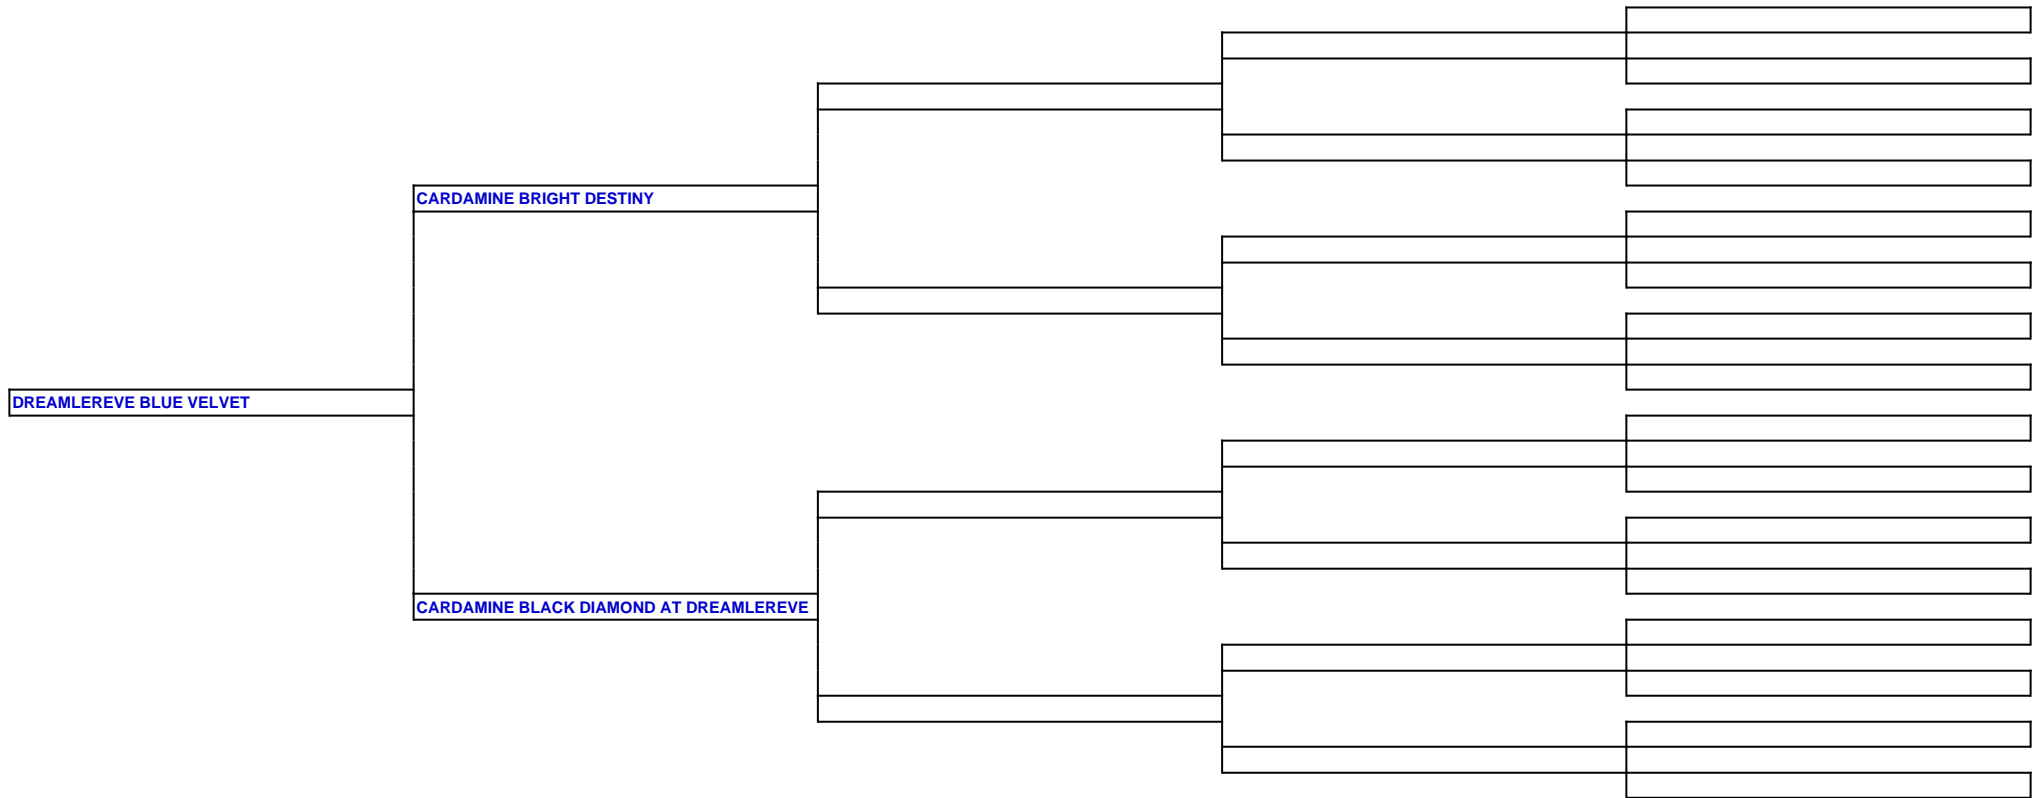 CARDAMINE BRIGHT DESTINY
DREAMLEREVE BLUE VELVET
CARDAMINE BLACK DIAMOND AT DREAMLEREVE